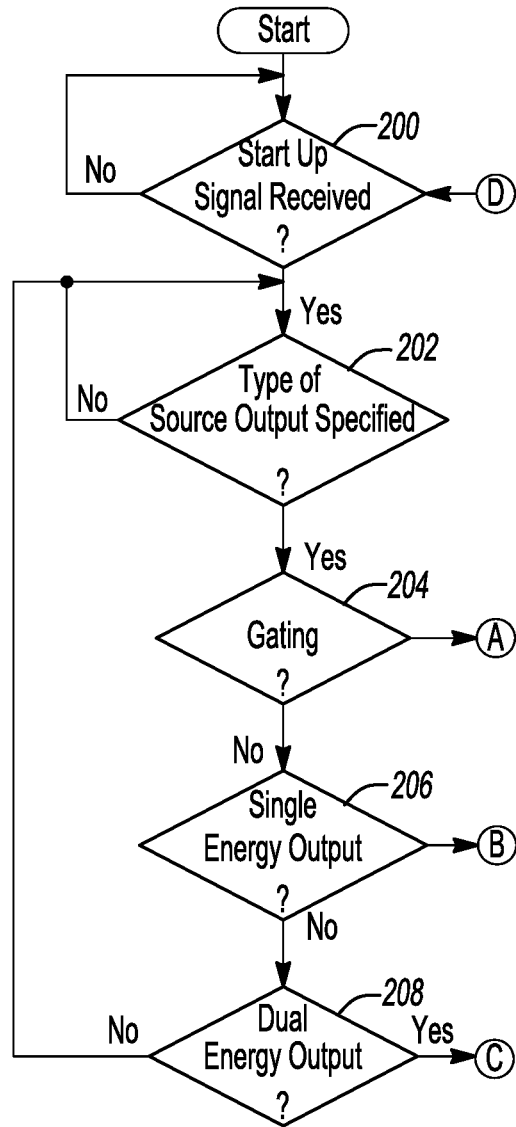 Start
200
Start Up
Signal Received
?
No
D
Yes
202
Type of
Source Output Specified
?
No
Yes
204
Gating
?
A
No
206
Single
Energy Output
?
B
No
208
Dual
Energy Output
?
No
Yes
C